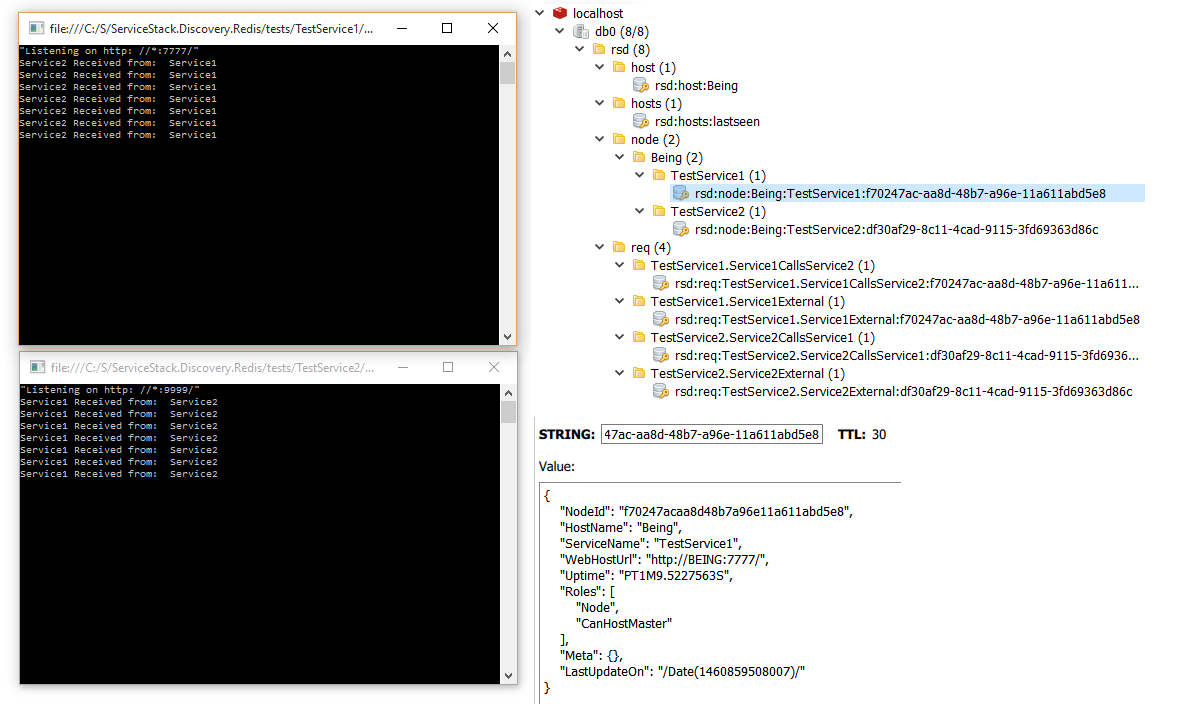 file:///C:/S/ServiceStack.Discovery.Redis/tests/TestService1/...
"Listening on http: //*:7777/"
Service2 Received from:  Service1
Service2 Received from:  Service1
Service2 Received from:  Service1
Service2 Received from:  Service1
Service2 Received from:  Service1
Service2 Received from:  Service1
Service2 Received from:  Service1
file:///C:/S/ServiceStack.Discovery.Redis/tests/TestService2/...
"Listening on http: //*:9999/"
Service1 Received from:  Service2
Service1 Received from:  Service2
Service1 Received from:  Service2
Service1 Received from:  Service2
Service1 Received from:  Service2
Service1 Received from:  Service2
Service1 Received from:  Service2
localhost
db0 (8/8)
rsd (8)
host (1)
rsd:host:Being
hosts (1)
rsd:hosts:lastseen
node (2)
Being (2)
TestService1 (1)
rsd:node:Being:TestService1:f70247ac-aa8d-48b7-a96e-11a611abd5e8
TestService2 (1)
rsd:node:Being:TestService2:df30af29-8c11-4cad-9115-3fd69363d86c
req (4)
TestService1.Service1CallsService2 (1)
rsd:req:TestService1.Service1CallsService2:f70247ac-aa8d-48b7-a96e-11a611...
TestService1.Service1External (1)
rsd:req:TestService1.Service1External:f70247ac-aa8d-48b7-a96e-11a611abd5e8
TestService2.Service2CallsService1 (1)
rsd:req:TestService2.Service2CallsService1:df30af29-8c11-4cad-9115-3fd6936...
TestService2.Service2External (1)
rsd:req:TestService2.Service2External:df30af29-8c11-4cad-9115-3fd69363d86c
STRING: 47ac-aa8d-48b7-a96e-11a611abd5e8 TTL: 30
Value:
{
"NodeId": "f70247acaa8d48b7a96e11a611abd5e8",
"HostName": "Being",
"ServiceName": "TestService1",
"WebHostUrl": "http://BEING:7777/",
"Uptime": "PT1M9.5227563S",
"Roles": [
"Node",
"CanHostMaster"
],
"Meta": {},
"LastUpdateOn": "/Date(1460859508007)/"
}